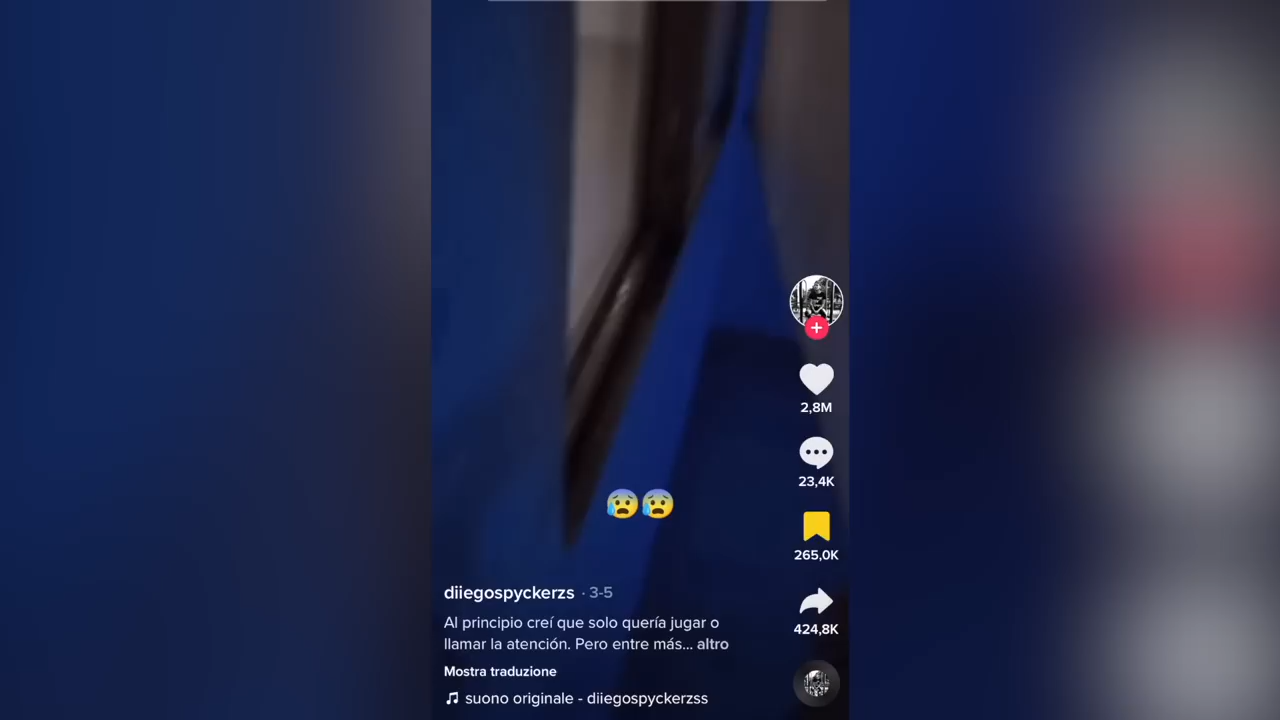 2,8M
23,4K
265,0K
424,8K
diiegospyckerzs · 3-5
Al principio creí que solo quería jugar o
llamar la atención. Pero entre más... altro
Mostra traduzione
suono originale - diiegospyckerzss